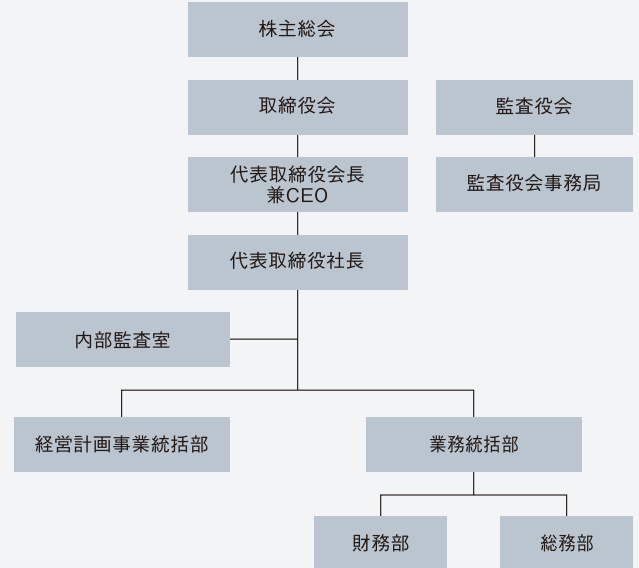 株主総会
取締役会
監査役会
代表取締役会長
兼CEO
監査役会事務局
代表取締役社長
内部監査室
経営計画事業統括部
業務統括部
財務部
総務部